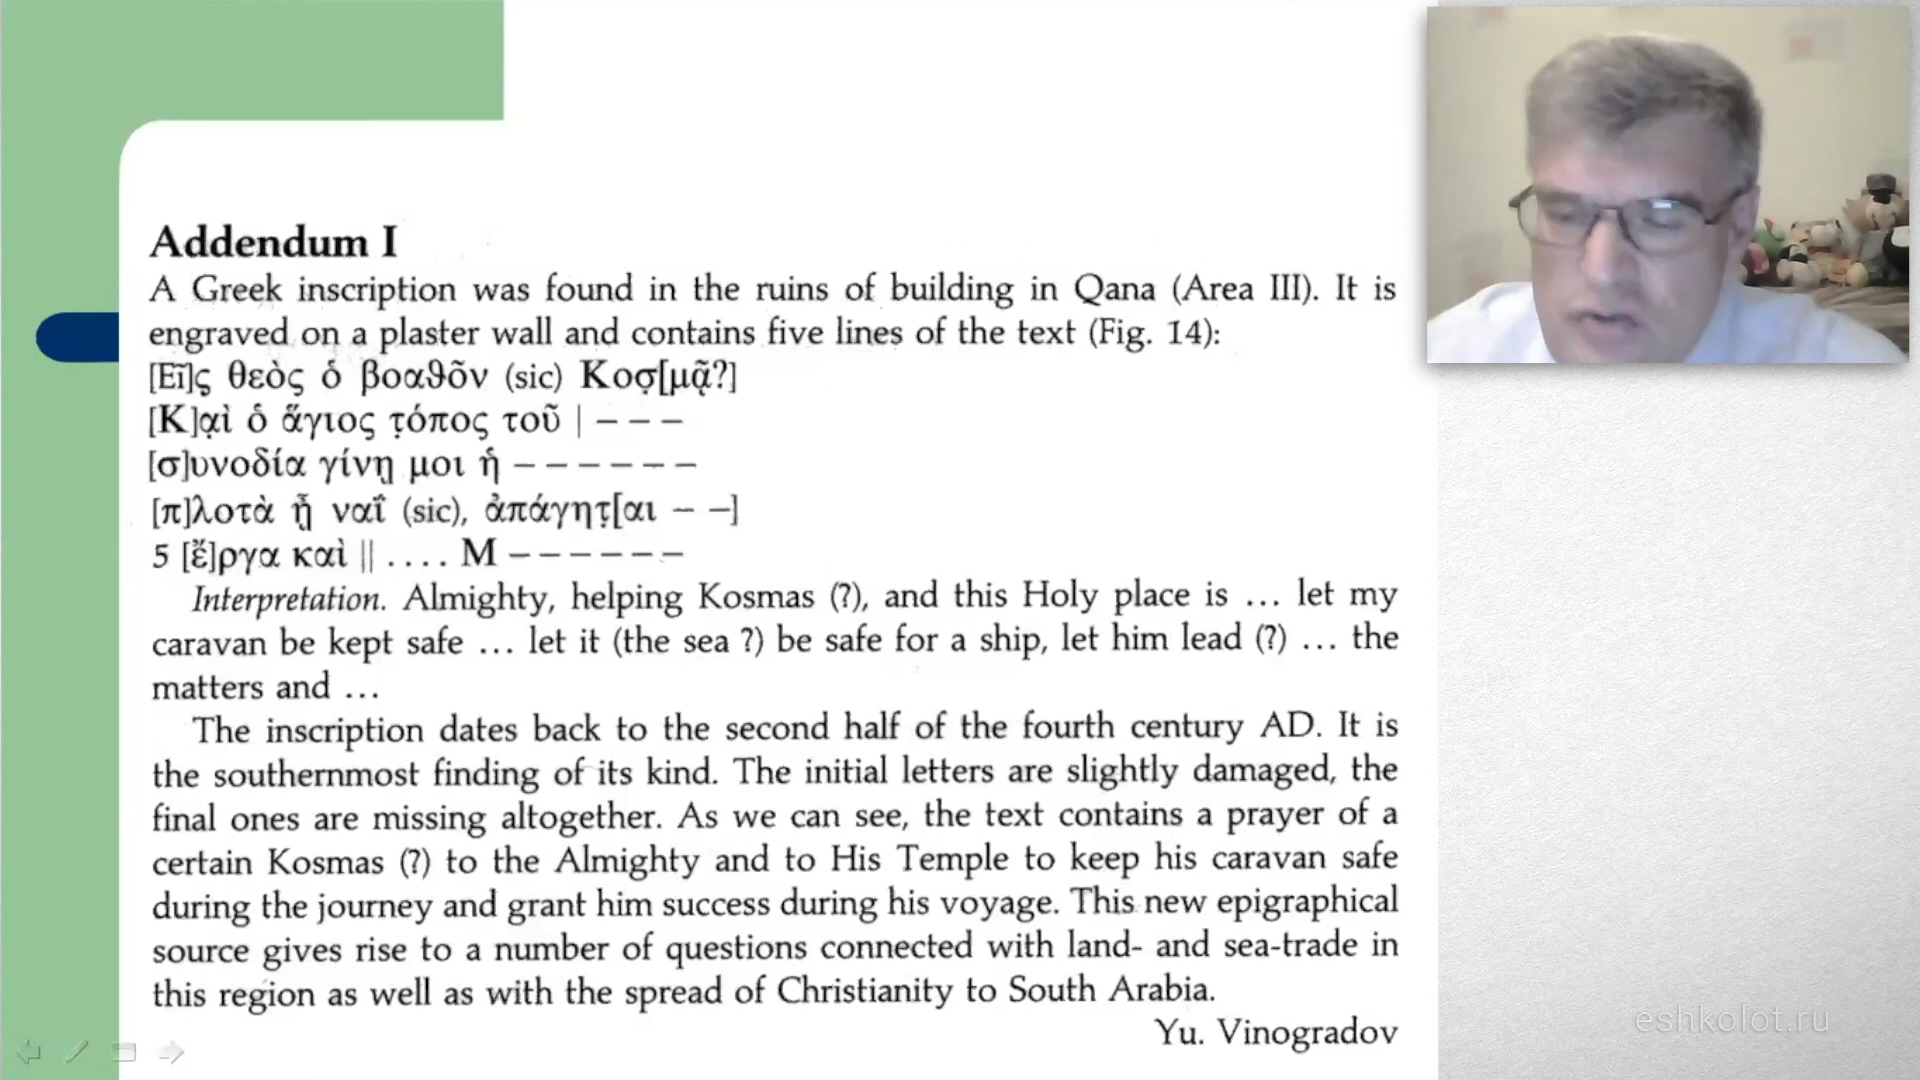 Addendum I
A Greek inscription was found in the ruins of building in Qana (Area III). It is
engraved on a plaster wall and contains five lines of the text (Fig. 14):
[Εῖ]ς θεὸς ὁ βοαϑõν (sic) Κοσ̣[μᾷ?]
[Κ]α̣ὶ ὁ ἅγιος τ̣όπος τοῦ | – – –
[σ]υνοδία γίνῃ μοι ἡ – – – – – –
[π]λοτὰ ᾖ ναΐ (sic), ἀπάγητ̣[αι – –]
5 [ἔ]ργα καὶ || . . . . Μ – – – – – –
Interpretation. Almighty, helping Kosmas (?), and this Holy place is ... let my
caravan be kept safe ... let it (the sea ?) be safe for a ship, let him lead (?) ... the
matters and ...
The inscription dates back to the second half of the fourth century AD. It is
the southernmost finding of its kind. The initial letters are slightly damaged, the
final ones are missing altogether. As we can see, the text contains a prayer of a
certain Kosmas (?) to the Almighty and to His Temple to keep his caravan safe
during the journey and grant him success during his voyage. This new epigraphical
source gives rise to a number of questions connected with land- and sea-trade in
this region as well as with the spread of Christianity to South Arabia.
Yu. Vinogradov
eshkolot.ru